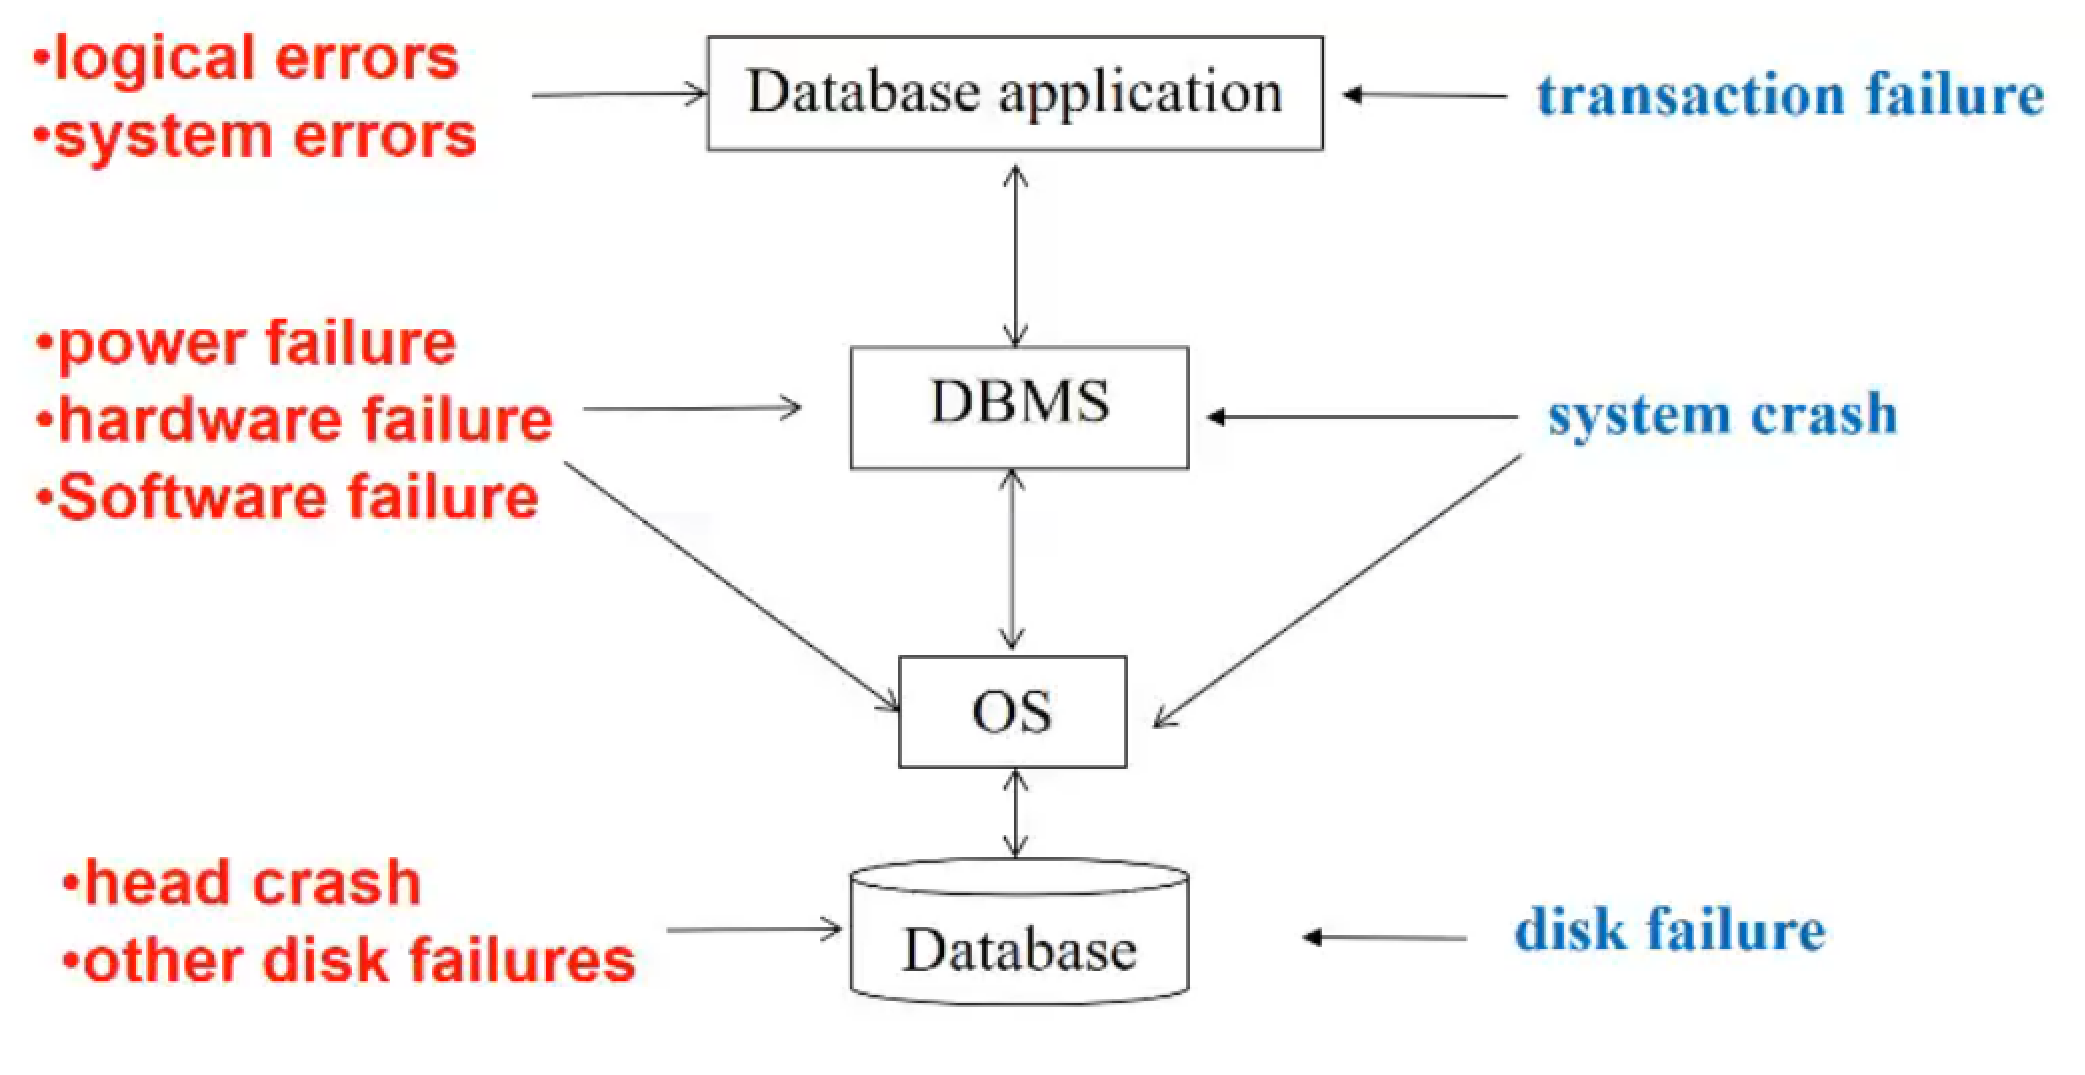 •logical errors
•system errors
Database application
transaction failure
•power failure
•hardware failure
•Software failure
DBMS
system crash
OS
•head crash
•other disk failures
Database
disk failure